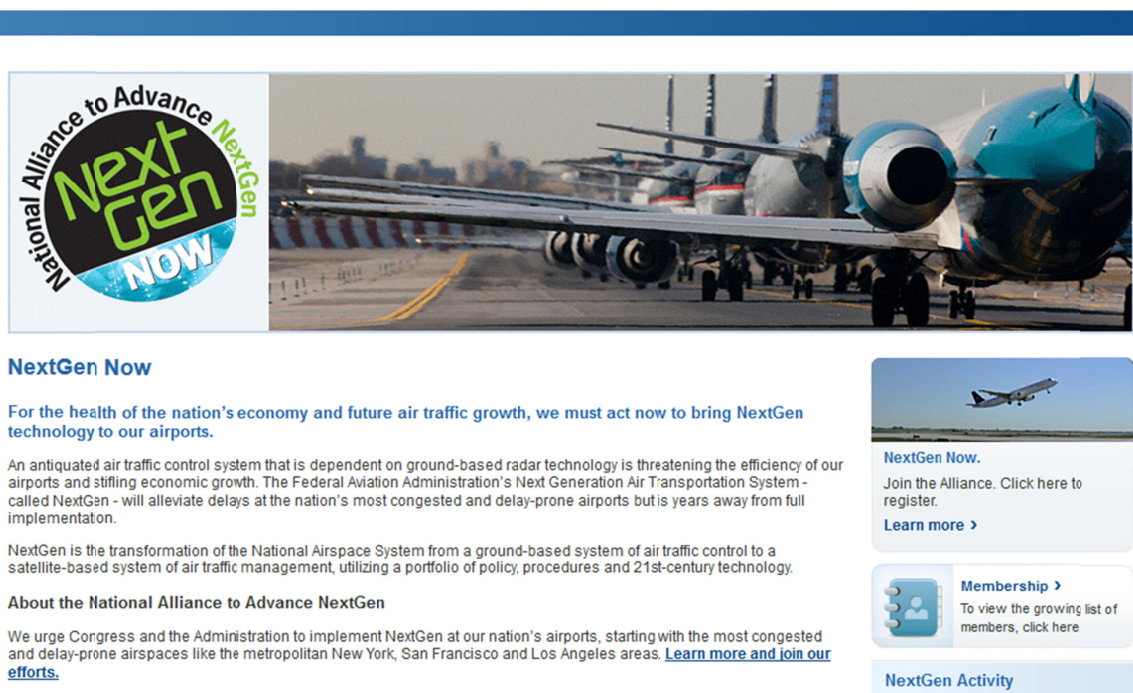 National Alliance to Advance NextGen
Next
Gen
NOW
NextGen Now
For the health of the nation's economy and future air traffic growth, we must act now to bring NextGen
technology to our airports.
An antiquated air traffic control system that is dependent on ground-based radar technology is threatening the efficiency of our
airports and stifling economic growth. The Federal Aviation Administration's Next Generation Air Transportation System -
called NextGen - will alleviate delays at the nation's most congested and delay-prone airports but is years away from full
implementation.
NextGen is the transformation of the National Airspace System from a ground-based system of air traffic control to a
satellite-based system of air traffic management, utilizing a portfolio of policy, procedures and 21st-century technology.
About the National Alliance to Advance NextGen
We urge Congress and the Administration to implement NextGen at our nation's airports, starting with the most congested
and delay-prone airspaces like the metropolitan New York, San Francisco and Los Angeles areas. Learn more and join our
efforts.
NextGen Now.
Join the Alliance. Click here to
register.
Learn more >
Membership >
To view the growing list of
members, click here
NextGen Activity